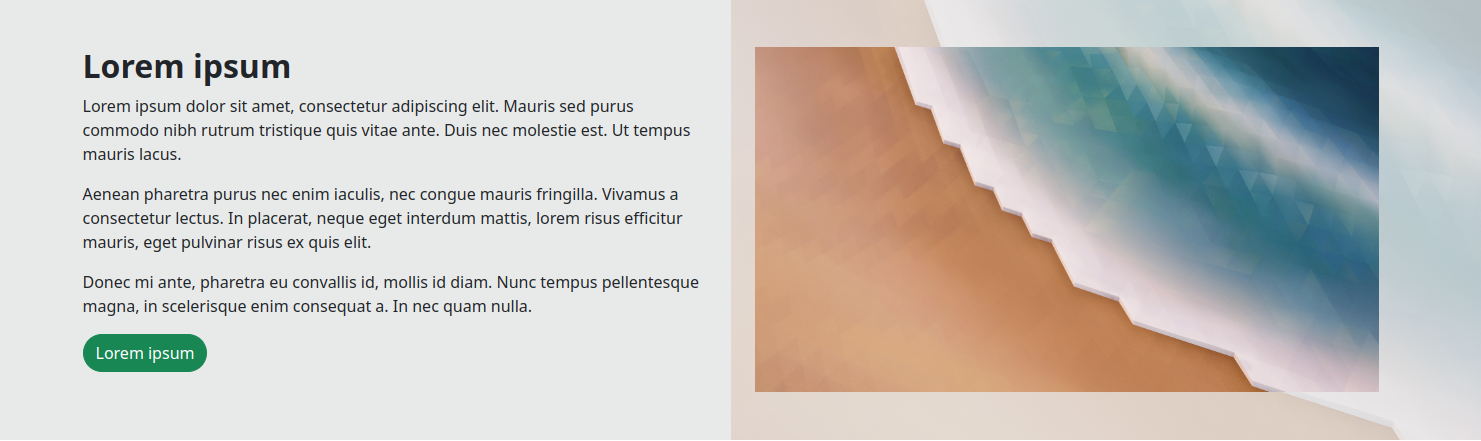 Lorem ipsum
Lorem ipsum dolor sit amet, consectetur adipiscing elit. Mauris sed purus
commodo nibh rutrum tristique quis vitae ante. Duis nec molestie est. Ut tempus
mauris lacus.
Aenean pharetra purus nec enim iaculis, nec congue mauris fringilla. Vivamus a
consectetur lectus. In placerat, neque eget interdum mattis, lorem risus efficitur
mauris, eget pulvinar risus ex quis elit.
Donec mi ante, pharetra eu convallis id, mollis id diam. Nunc tempus pellentesque
magna, in scelerisque enim consequat a. In nec quam nulla.
Lorem ipsum